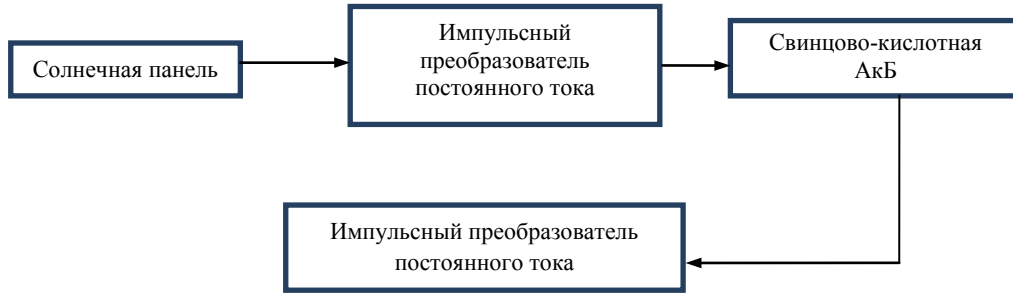 Солнечная панель
Импульсный
преобразователь
постоянного тока
Свинцово-кислотная
АкБ
Импульсный преобразователь
постоянного тока